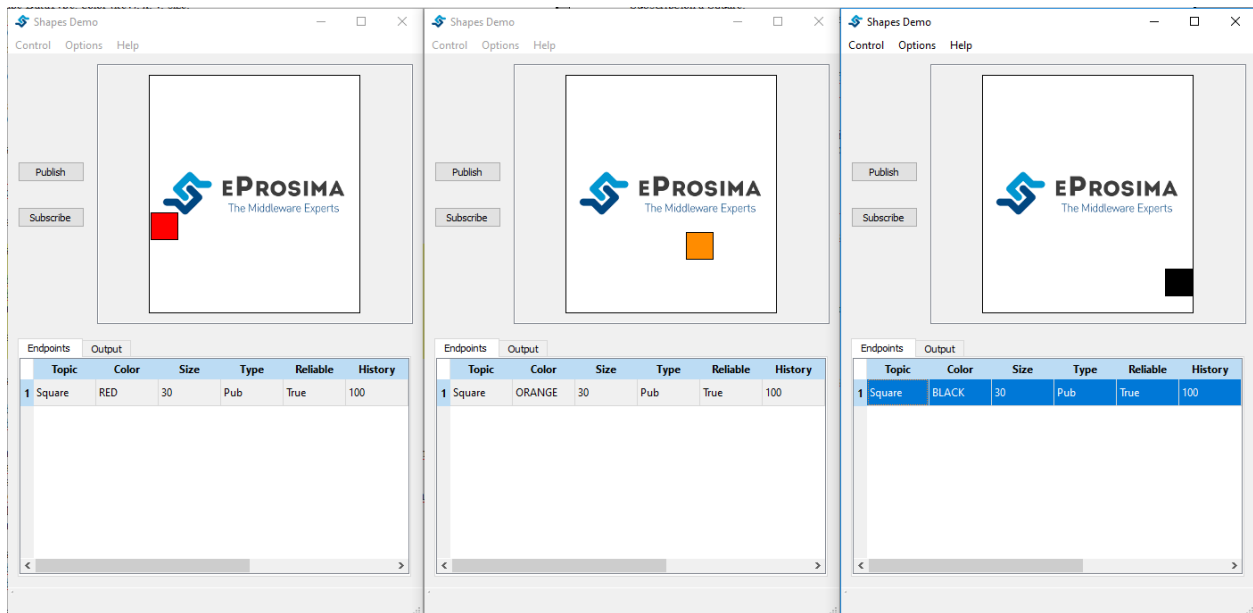 Shapes Demo
Control Options Help
Publish
Subscribe
EPROSIMA
The Middleware Experts
Endpoints Output
Topic Color Size Type Reliable History
1 Square RED 30 Pub True 100
Shapes Demo
Control Options Help
Publish
Subscribe
EPROSIMA
The Middleware Experts
Endpoints Output
Topic Color Size Type Reliable History
1 Square ORANGE 30 Pub True 100
Shapes Demo
Control Options Help
Publish
Subscribe
EPROSIMA
The Middleware Experts
Endpoints Output
Topic Color Size Type Reliable History
1 Square BLACK 30 Pub True 100